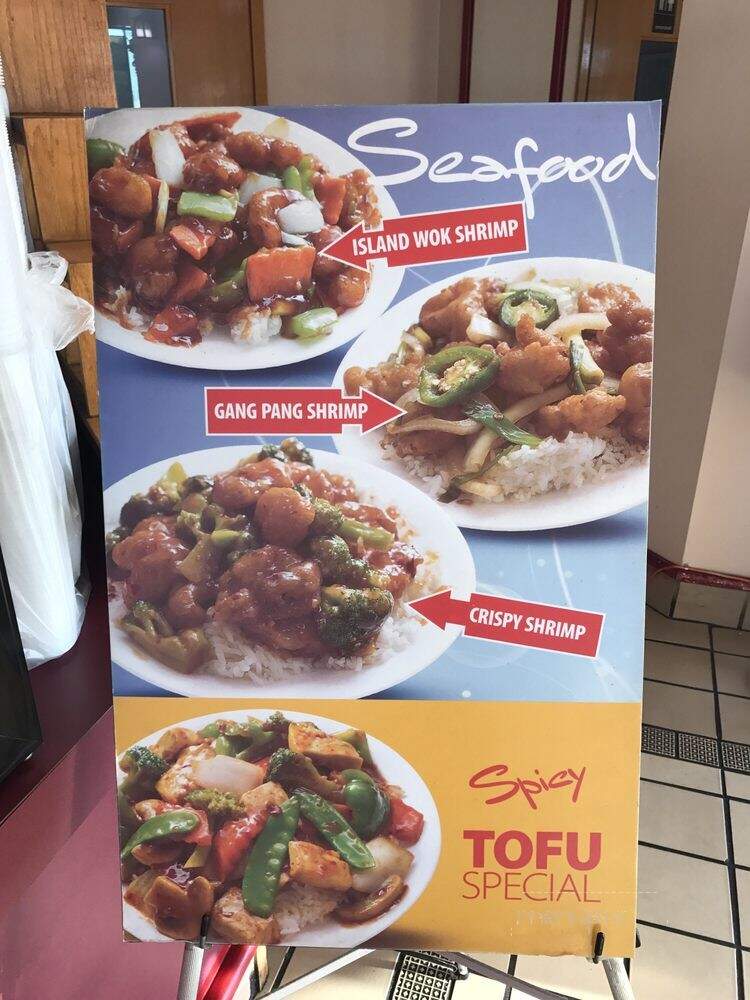 Seafood
ISLAND WOK SHRIMP
GANG PANG SHRIMP
CRISPY SHRIMP
Spicy
TOFU
SPECIAL